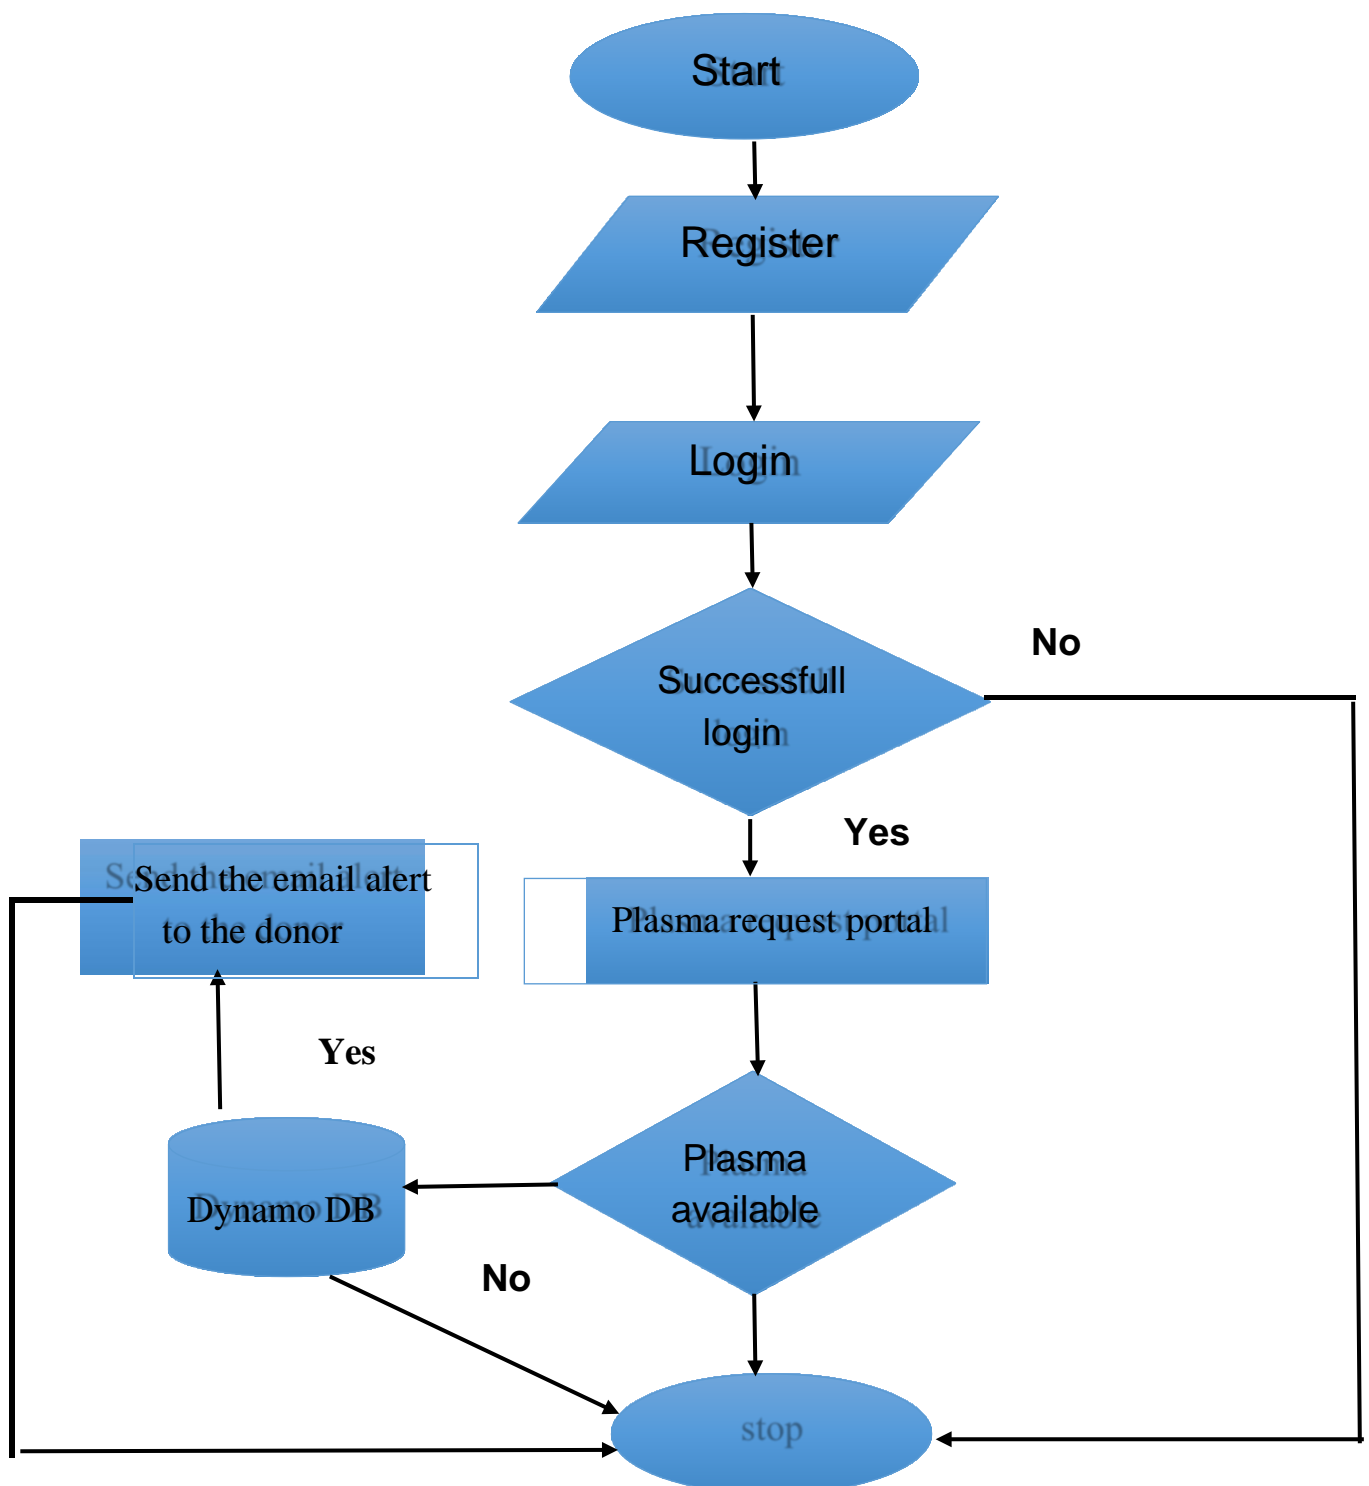 Start
Register
Login
No
Successfull
login
Yes
Send the email alert
to the donor
Plasma request portal
Yes
Plasma
available
Dynamo DB
No
stop